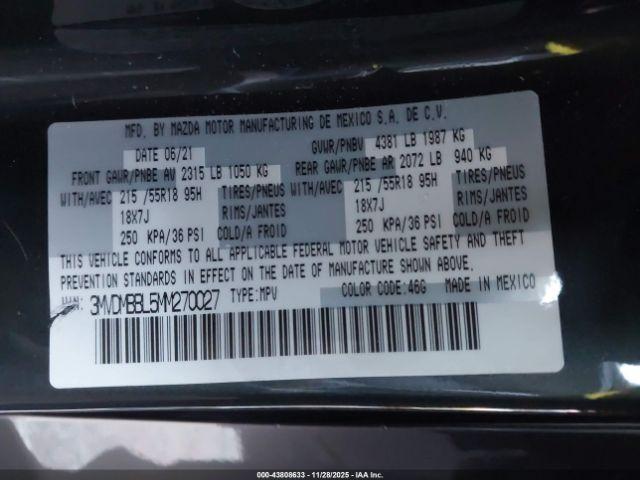 MFD. BY MAZDA MOTOR MANUFACTURING DE MEXICO S.A. DE C.V.
DATE 06/21 GVWR/PNBV 4381 LB 1987 KG
FRONT GAWR/PNBE AV 2315 LB 1050 KG REAR GAWR/PNBE AR 2072 LB 940 KG
WITH/AVEC 215 /55R18 95H TIRES/PNEUS WITH/AVEC 215 /55R18 95H TIRES/PNEUS
18X7J RIMS/JANTES 18X7J RIMS/JANTES
250 KPA/36 PSI COLD/A FROID 250 KPA/36 PSI COLD/A FROID
THIS VEHICLE CONFORMS TO ALL APPLICABLE FEDERAL MOTOR VEHICLE SAFETY AND THEFT
PREVENTION STANDARDS IN EFFECT ON THE DATE OF MANUFACTURE SHOWN ABOVE.
VIN: 3MVDMBBL5MM270027 TYPE:MPV COLOR CODE:46G MADE IN MEXICO
000-43808633 — 11/28/2025 — IAA Inc.